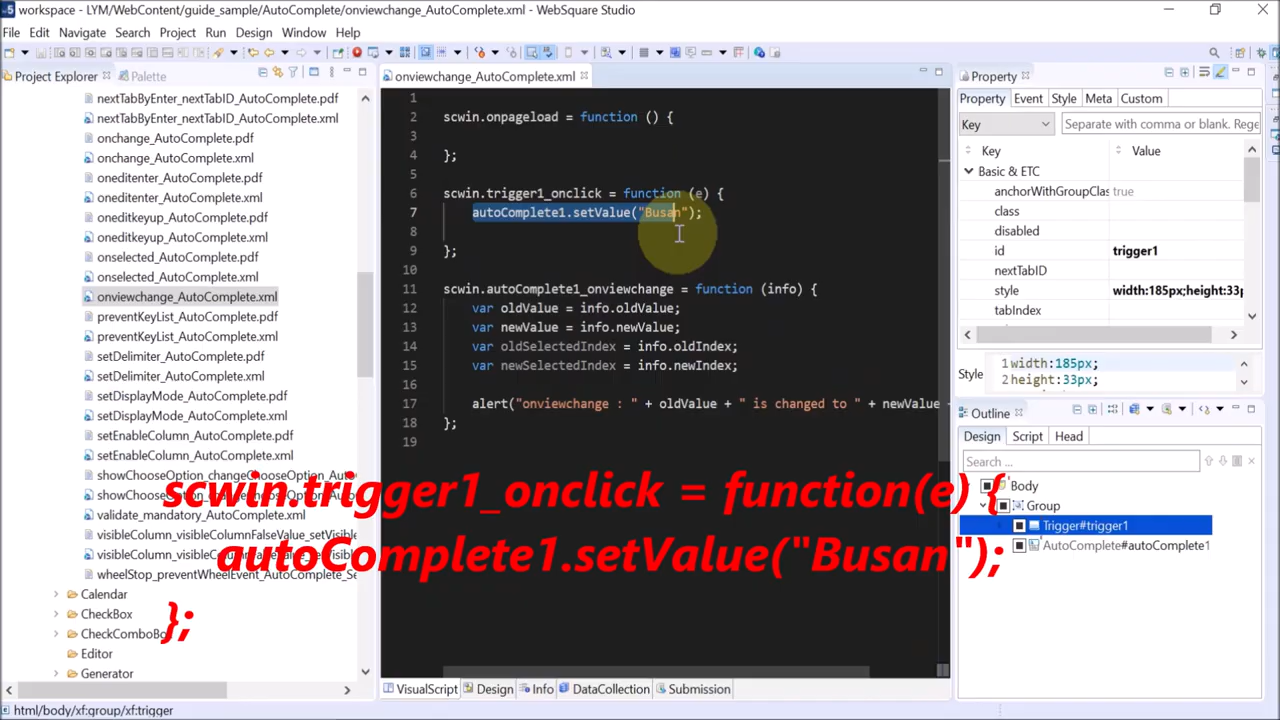 workspace - LYM/WebContent/guide_sample/AutoComplete/onviewchange_AutoComplete.xml - WebSquare Studio
File Edit Navigate Search Project Run Design Window Help
Project Explorer Palette
nextTabByEnter_nextTabID_AutoComplete.pdf
nextTabByEnter_nextTabID_AutoComplete.xml
onchange_AutoComplete.pdf
onchange_AutoComplete.xml
oneditenter_AutoComplete.pdf
oneditenter_AutoComplete.xml
oneditkeyup_AutoComplete.pdf
oneditkeyup_AutoComplete.xml
onselected_AutoComplete.pdf
onselected_AutoComplete.xml
onviewchange_AutoComplete.xml
preventKeyList_AutoComplete.pdf
preventKeyList_AutoComplete.xml
setDelimiter_AutoComplete.pdf
setDelimiter_AutoComplete.xml
setDisplayMode_AutoComplete.pdf
setDisplayMode_AutoComplete.xml
setEnableColumn_AutoComplete.pdf
setEnableColumn_AutoComplete.xml
showChooseOption_changeChooseOption_Auto
validate_mandatory_AutoComplete.xml
visibleColumn_visibleColumnFalseValue_setVisible
wheelStop_preventWheelEvent_AutoComplete_Se
Calendar
CheckBox
CheckComboBo
Editor
Generator
onviewchange_AutoComplete.xml
1
2 scwin.onpageload = function () {
3
4 };
5
6 scwin.trigger1_onclick = function (e) {
7 autoComplete1.setValue("Busan");
8
9 };
10
11 scwin.autoComplete1_onviewchange = function (info) {
12 var oldValue = info.oldValue;
13 var newValue = info.newValue;
14 var oldSelectedIndex = info.oldIndex;
15 var newSelectedIndex = info.newIndex;
16
17 alert("onviewchange : " + oldValue + " is changed to " + newValue +
18 };
19
scwin.trigger1_onclick = function(e) {
autoComplete1.setValue("Busan");
};
VisualScript Design Info DataCollection Submission
Property
Property Event Style Meta Custom
Key Separate with comma or blank. Rege
Key Value
Basic & ETC
anchorWithGroupClas true
class
disabled
id trigger1
nextTabID
style width:185px;height:33p
tabIndex
Style
1 width:185px;
2 height:33px;
Outline
Design Script Head
Search ...
Body
Group
Trigger#trigger1
AutoComplete#autoComplete1
html/body/xf:group/xf:trigger